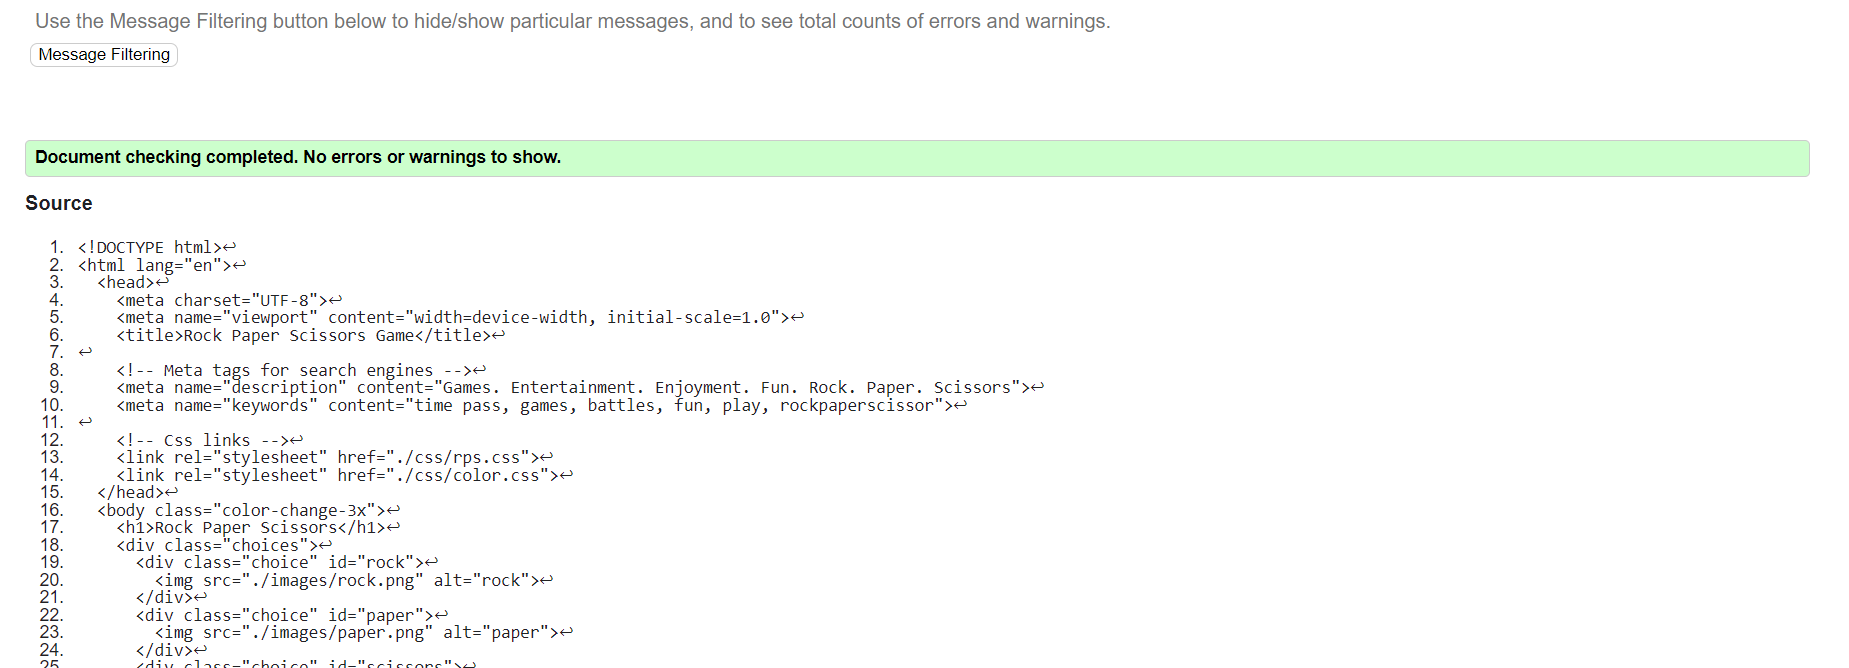 Use the Message Filtering button below to hide/show particular messages, and to see total counts of errors and warnings.
Message Filtering
Document checking completed. No errors or warnings to show.
Source
1. <!DOCTYPE html>↩
2. <html lang="en">↩
3.   <head>↩
4.     <meta charset="UTF-8">↩
5.     <meta name="viewport" content="width=device-width, initial-scale=1.0">↩
6.     <title>Rock Paper Scissors Game</title>↩
7. ↩
8.     <!-- Meta tags for search engines -->↩
9.     <meta name="description" content="Games. Entertainment. Enjoyment. Fun. Rock. Paper. Scissors">↩
10.     <meta name="keywords" content="time pass, games, battles, fun, play, rockpaperscissor">↩
11. ↩
12.     <!-- Css links -->↩
13.     <link rel="stylesheet" href="./css/rps.css">↩
14.     <link rel="stylesheet" href="./css/color.css">↩
15.   </head>↩
16.   <body class="color-change-3x">↩
17.     <h1>Rock Paper Scissors</h1>↩
18.     <div class="choices">↩
19.       <div class="choice" id="rock">↩
20.         <img src="./images/rock.png" alt="rock">↩
21.       </div>↩
22.       <div class="choice" id="paper">↩
23.         <img src="./images/paper.png" alt="paper">↩
24.       </div>↩
25.       <div class="choice" id="scissors">↩